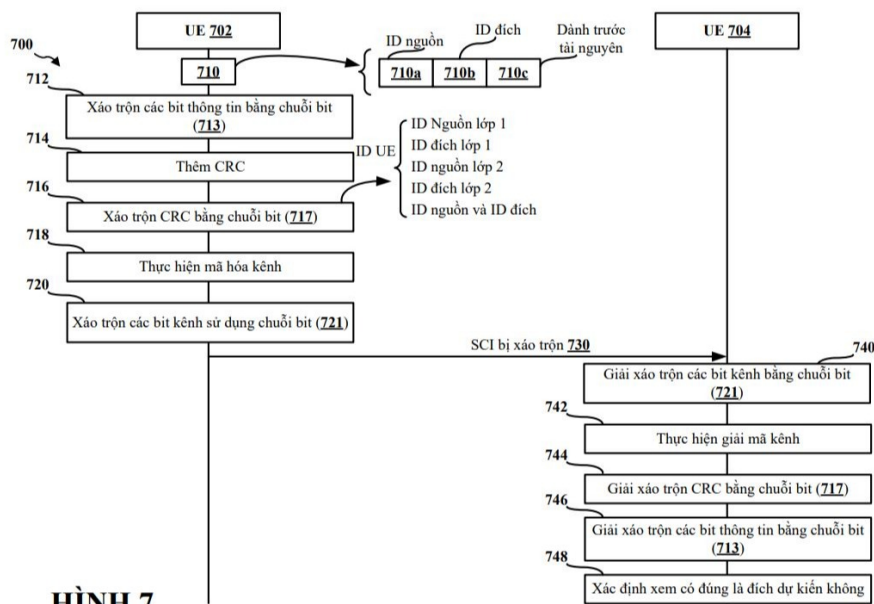 UE 702
UE 704
700
710
ID nguồn
ID đích
Dành trước
tài nguyên
710a
710b
710c
712
Xáo trộn các bit thông tin bằng chuỗi bit
(713)
714
Thêm CRC
ID UE
ID Nguồn lớp 1
ID đích lớp 1
ID nguồn lớp 2
ID đích lớp 2
ID nguồn và ID đích
716
Xáo trộn CRC bằng chuỗi bit (717)
718
Thực hiện mã hóa kênh
720
Xáo trộn các bit kênh sử dụng chuỗi bit (721)
SCI bị xáo trộn 730
740
Giải xáo trộn các bit kênh bằng chuỗi bit
(721)
742
Thực hiện giải mã kênh
744
Giải xáo trộn CRC bằng chuỗi bit (717)
746
Giải xáo trộn các bit thông tin bằng chuỗi bit
(713)
748
Xác định xem có đúng là đích dự kiến không
HÌNH 7